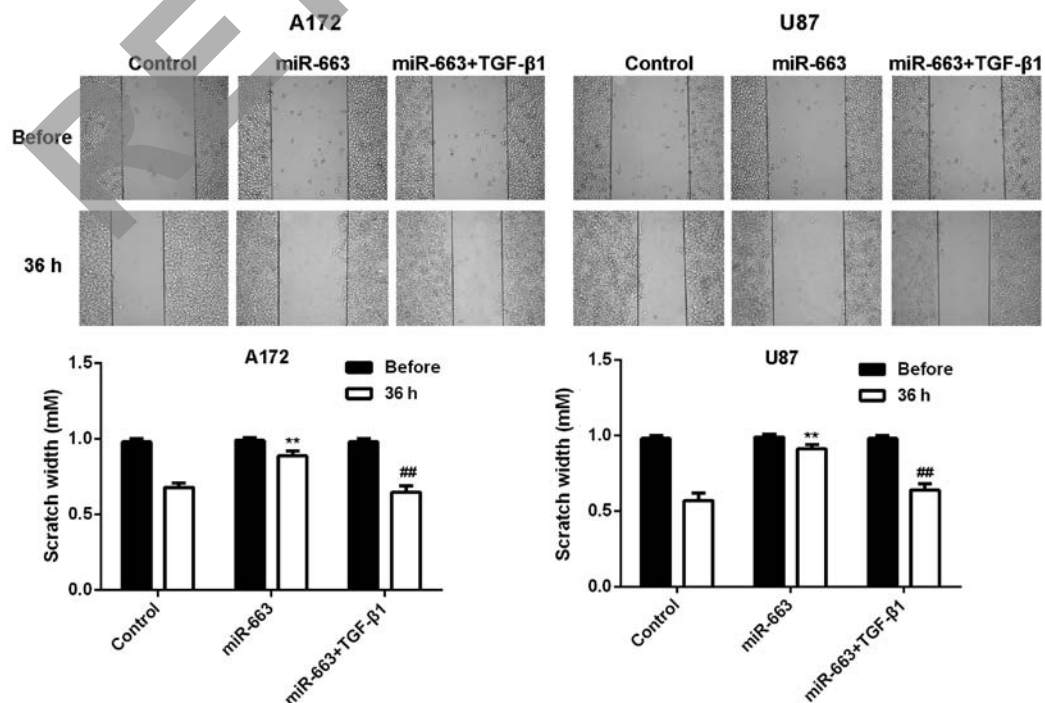 A172 U87
Control miR-663 miR-663+TGF-β1 Control miR-663 miR-663+TGF-β1
Before
36 h
A172
Before
36 h
Scratch width (mM)
1.5
1.0
0.5
0.0
**
##
Control
miR-663
miR-663+TGF-β1
U87
Before
36 h
Scratch width (mM)
1.5
1.0
0.5
0.0
**
##
Control
miR-663
miR-663+TGF-β1